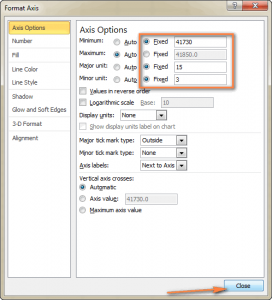 Format Axis
Axis Options
Number
Fill
Line Color
Line Style
Shadow
Glow and Soft Edges
3-D Format
Alignment
Axis Options
Minimum: Auto Fixed 41730
Maximum: Auto Fixed 41850.0
Major unit: Auto Fixed 15
Minor unit: Auto Fixed 3
Values in reverse order
Logarithmic scale Base: 10
Display units: None
Show display units label on chart
Major tick mark type: Outside
Minor tick mark type: None
Axis labels: Next to Axis
Vertical axis crosses:
Automatic
Axis value: 41730.0
Maximum axis value
Close